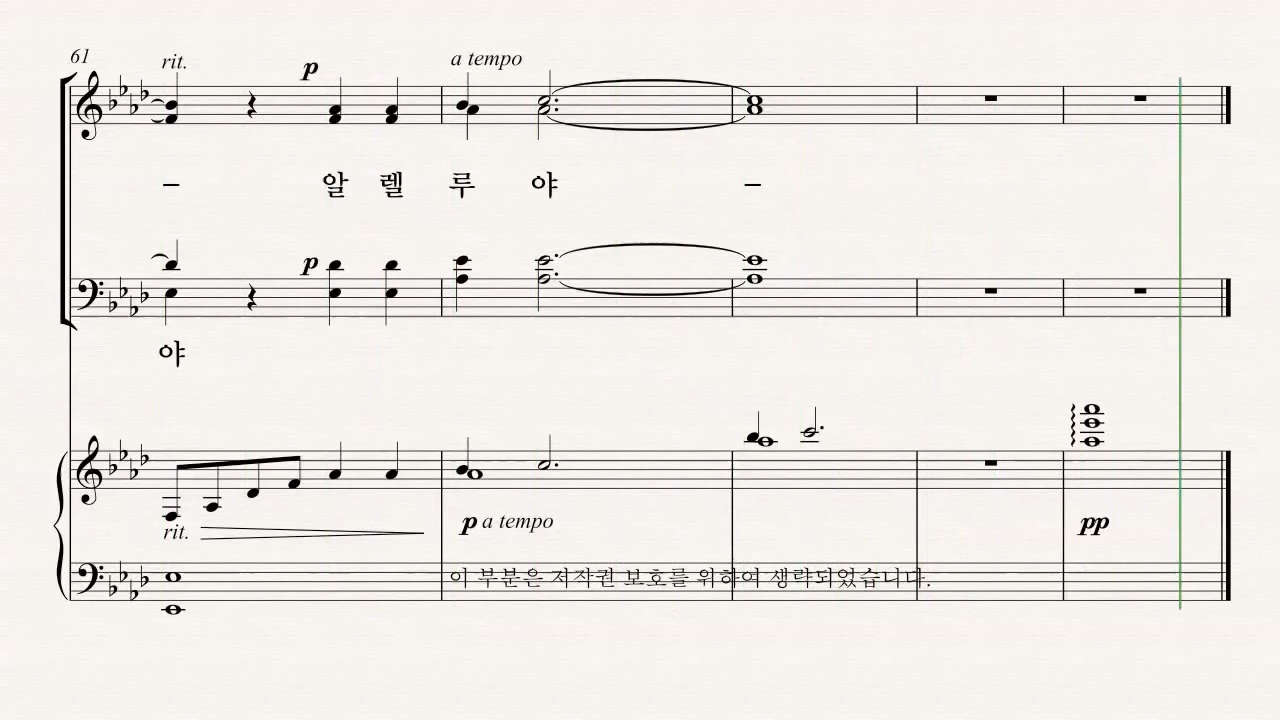 61
rit.
p
a tempo
– 알 렐 루 야 –
p
야
rit.
p a tempo
pp
이 부분은 저작권 보호를 위하여 생략되었습니다.